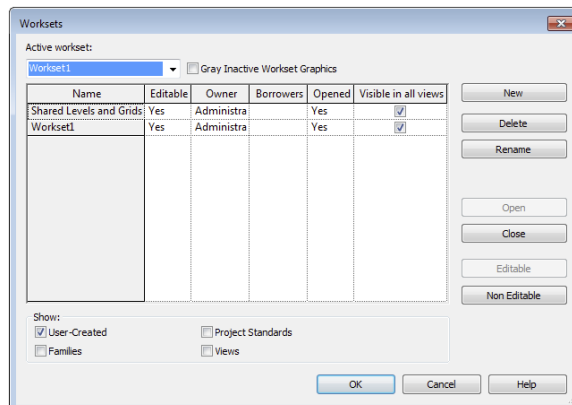 Worksets
Active workset:
Workset1
Gray Inactive Workset Graphics
Name Editable Owner Borrowers Opened Visible in all views
Shared Levels and Grids Yes Administra Yes
Workset1 Yes Administra Yes
New
Delete
Rename
Open
Close
Editable
Non Editable
Show:
User-Created Project Standards
Families Views
OK Cancel Help